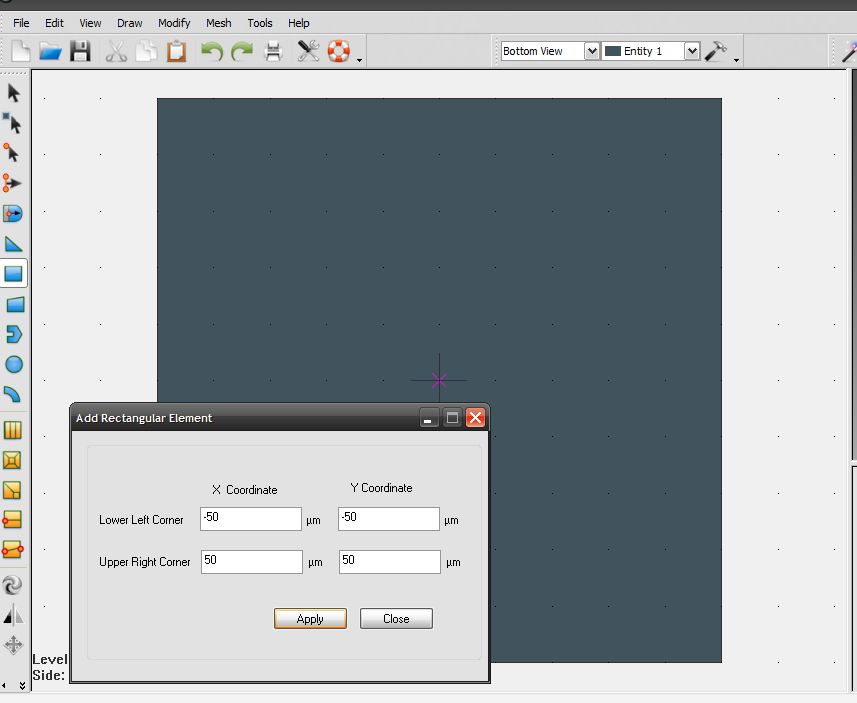 File Edit View Draw Modify Mesh Tools Help
Bottom View Entity 1
Add Rectangular Element
X Coordinate Y Coordinate
Lower Left Corner -50 µm -50 µm
Upper Right Corner 50 µm 50 µm
Apply Close
Level
Side: